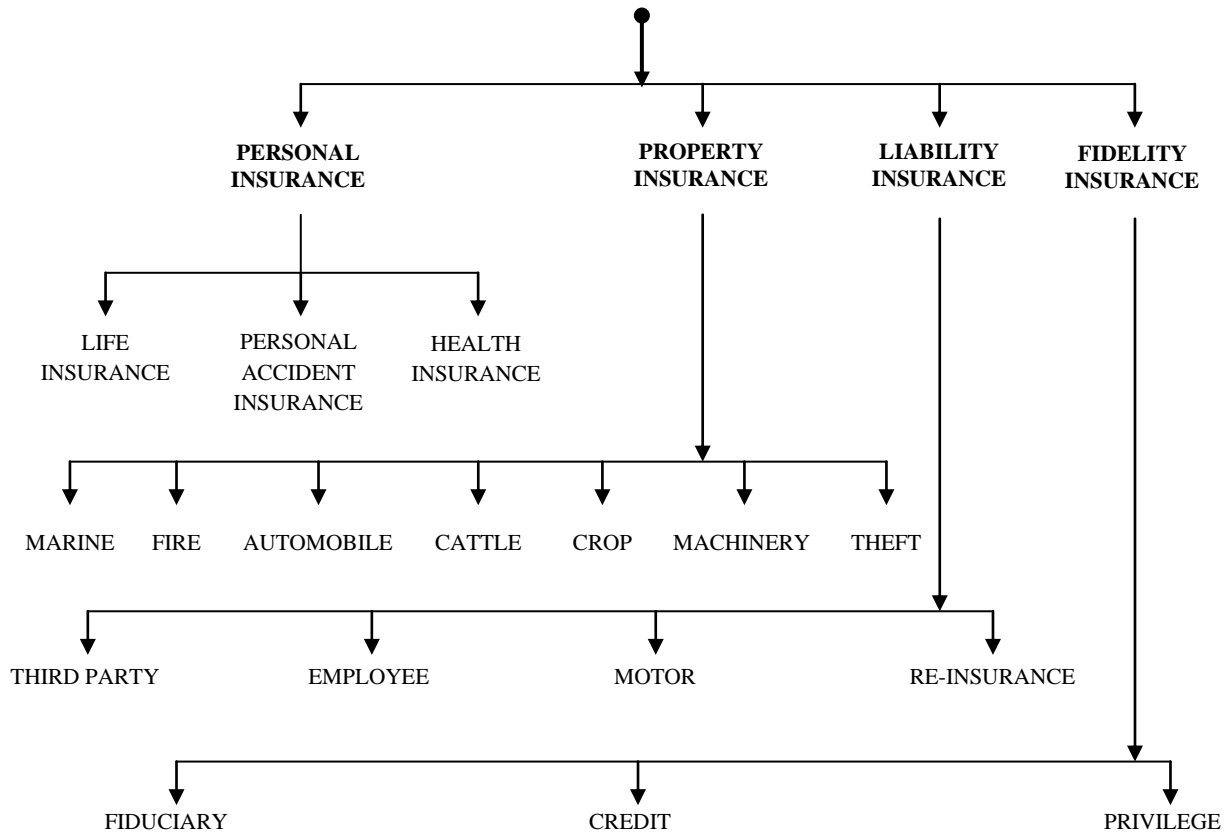 PERSONAL
INSURANCE
PROPERTY
INSURANCE
LIABILITY
INSURANCE
FIDELITY
INSURANCE
LIFE
INSURANCE
PERSONAL
ACCIDENT
INSURANCE
HEALTH
INSURANCE
MARINE
FIRE
AUTOMOBILE
CATTLE
CROP
MACHINERY
THEFT
THIRD PARTY
EMPLOYEE
MOTOR
RE-INSURANCE
FIDUCIARY
CREDIT
PRIVILEGE